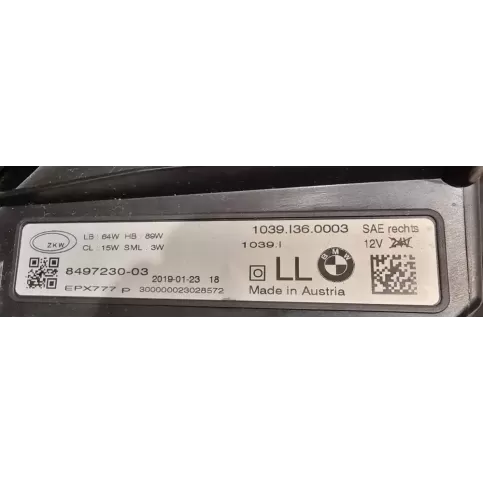 ZKW
LB : 64W HB : 89W
CL : 15W SML : 3W
8497230-03
2019-01-23 18
EPX777 P 300000023028572
1039.I36.0003
SAE rechts
1039.I
12V 24V
LL
BMW
Made in Austria